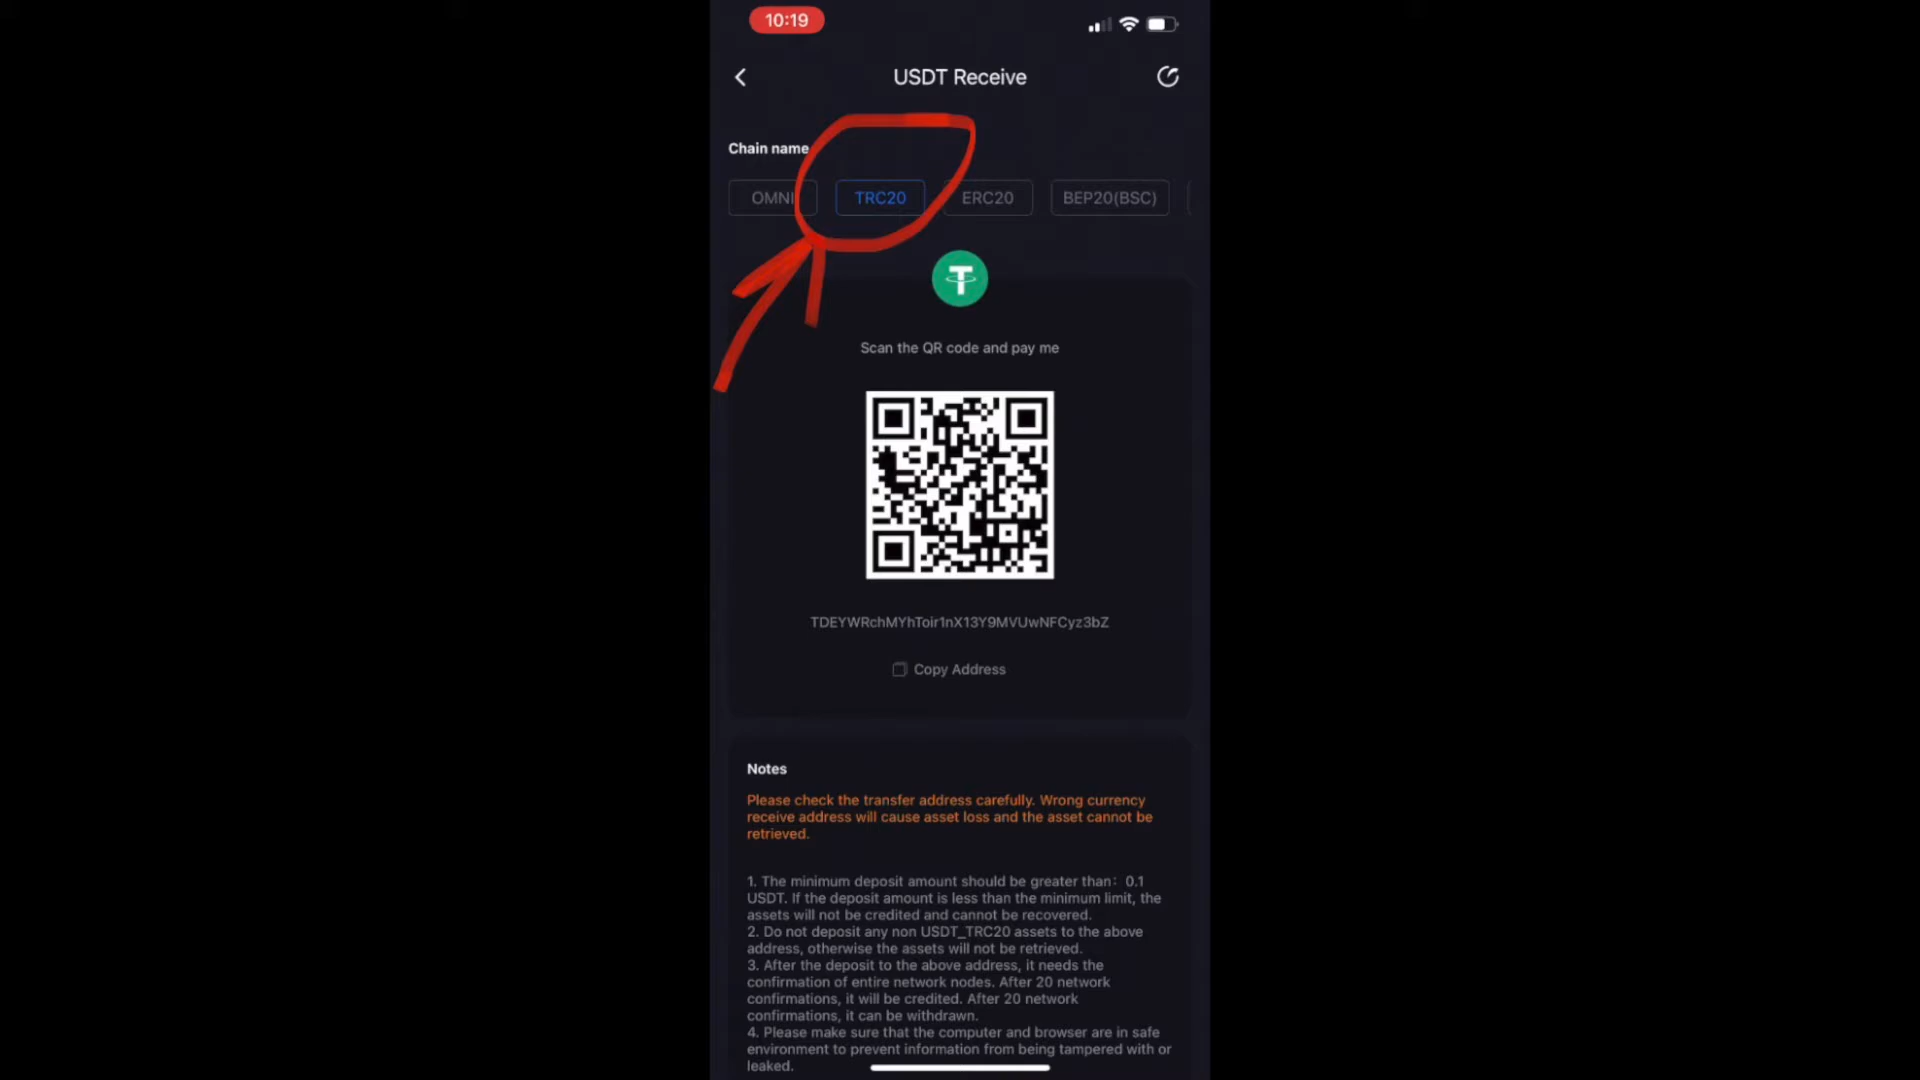 10:19
USDT Receive
Chain name
OMNI
TRC20
ERC20
BEP20(BSC)
Scan the QR code and pay me
TDEYWRchMYhToir1nX13Y9MVUwNFCyz3bZ
Copy Address
Notes
Please check the transfer address carefully. Wrong currency
receive address will cause asset loss and the asset cannot be
retrieved.
1. The minimum deposit amount should be greater than：0.1
USDT. If the deposit amount is less than the minimum limit, the
assets will not be credited and cannot be recovered.
2. Do not deposit any non USDT_TRC20 assets to the above
address, otherwise the assets will not be retrieved.
3. After the deposit to the above address, it needs the
confirmation of entire network nodes. After 20 network
confirmations, it will be credited. After 20 network
confirmations, it can be withdrawn.
4. Please make sure that the computer and browser are in safe
environment to prevent information from being tampered with or
leaked.